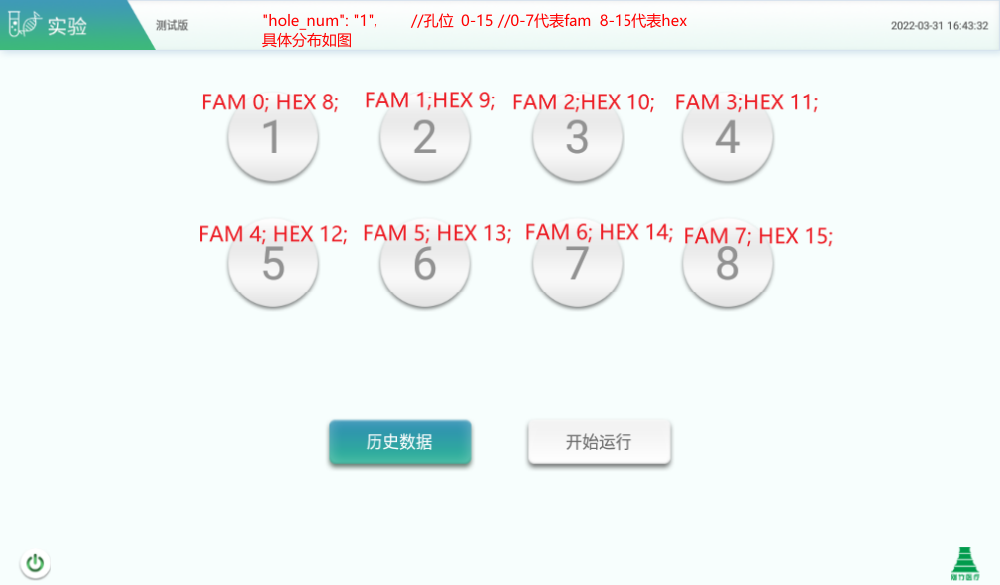 实验
测试版
"hole_num": "1", //孔位 0-15 //0-7代表fam 8-15代表hex
具体分布如图
2022-03-31 16:43:32
FAM 0; HEX 8; FAM 1;HEX 9; FAM 2;HEX 10; FAM 3;HEX 11;
1 2 3 4
FAM 4; HEX 12; FAM 5; HEX 13; FAM 6; HEX 14; FAM 7; HEX 15;
5 6 7 8
历史数据 开始运行